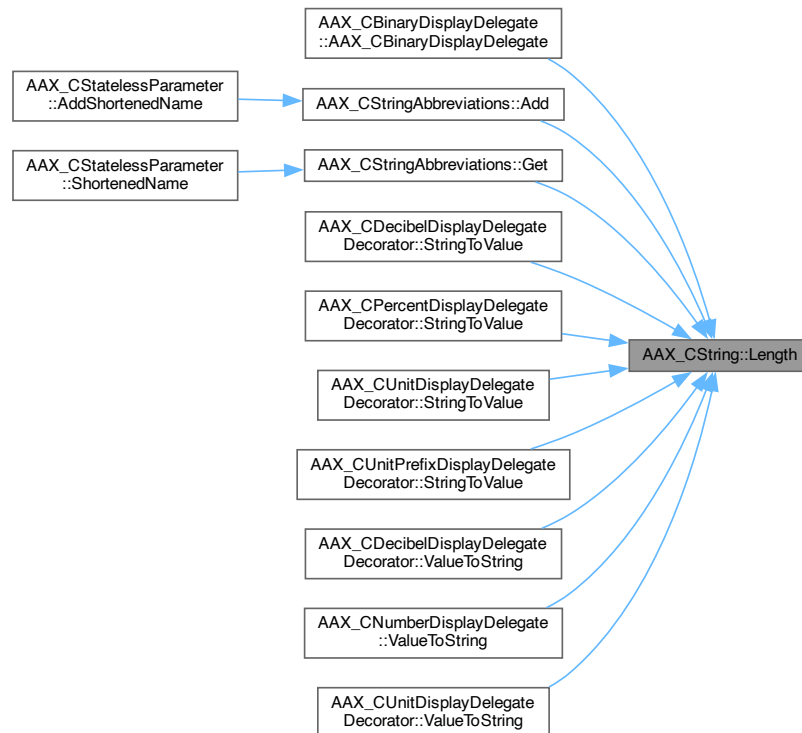 AAX_CBinaryDisplayDelegate
::AAX_CBinaryDisplayDelegate
AAX_CStatelessParameter
::AddShortenedName
AAX_CStringAbbreviations::Add
AAX_CStatelessParameter
::ShortenedName
AAX_CStringAbbreviations::Get
AAX_CDecibelDisplayDelegate
Decorator::StringToValue
AAX_CPercentDisplayDelegate
Decorator::StringToValue
AAX_CString::Length
AAX_CUnitDisplayDelegate
Decorator::StringToValue
AAX_CUnitPrefixDisplayDelegate
Decorator::StringToValue
AAX_CDecibelDisplayDelegate
Decorator::ValueToString
AAX_CNumberDisplayDelegate
::ValueToString
AAX_CUnitDisplayDelegate
Decorator::ValueToString